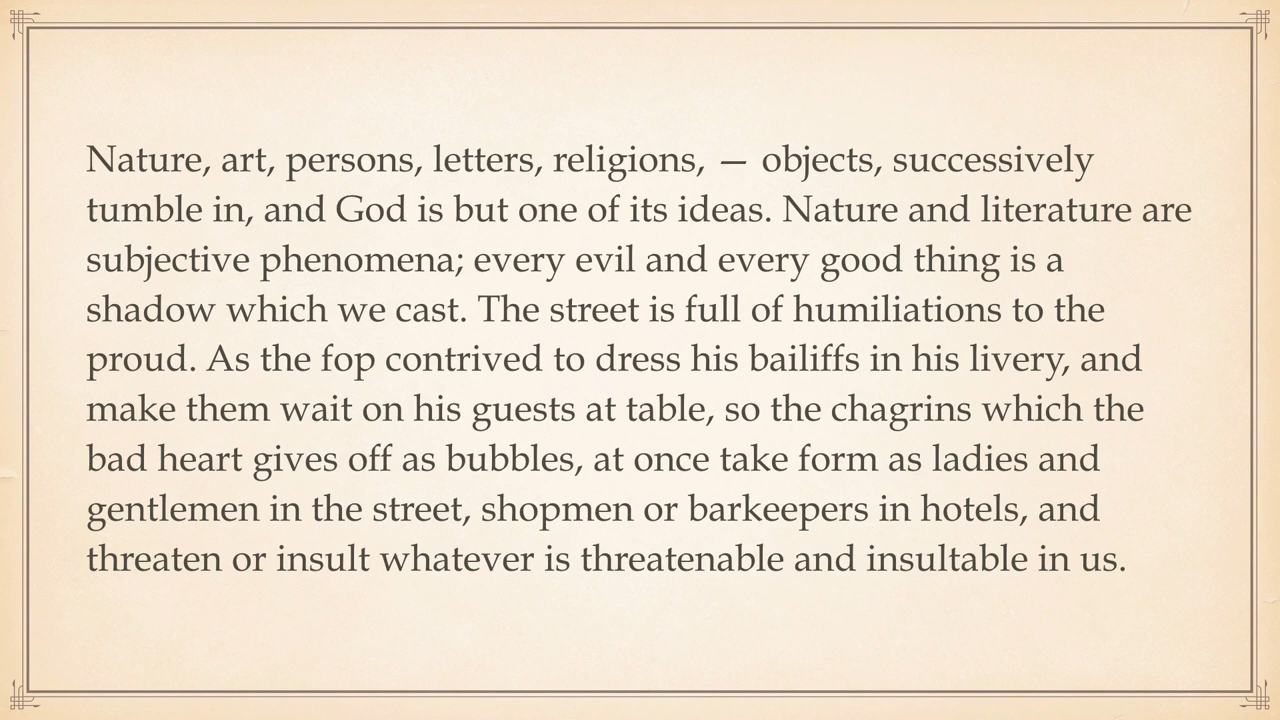 Nature, art, persons, letters, religions, — objects, successively
tumble in, and God is but one of its ideas. Nature and literature are
subjective phenomena; every evil and every good thing is a
shadow which we cast. The street is full of humiliations to the
proud. As the fop contrived to dress his bailiffs in his livery, and
make them wait on his guests at table, so the chagrins which the
bad heart gives off as bubbles, at once take form as ladies and
gentlemen in the street, shopmen or barkeepers in hotels, and
threaten or insult whatever is threatenable and insultable in us.